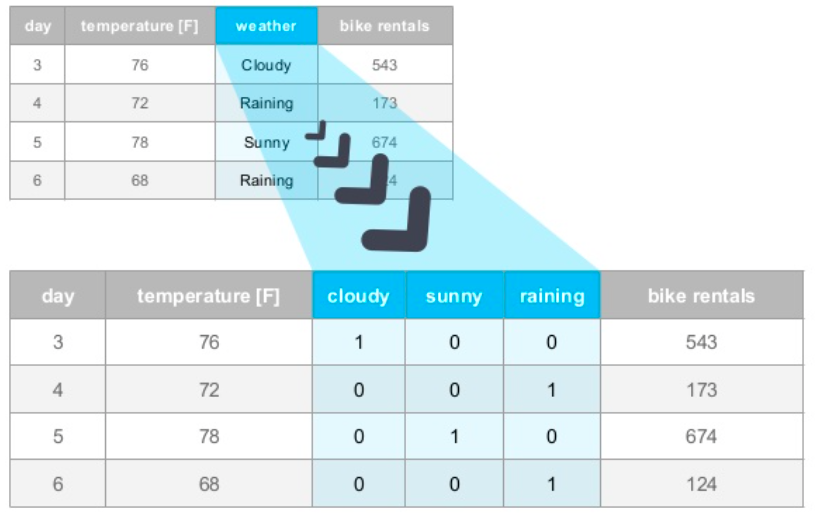 day temperature [F] weather bike rentals
3 76 Cloudy 543
4 72 Raining 173
5 78 Sunny 674
6 68 Raining
day temperature [F] cloudy sunny raining bike rentals
3 76 1 0 0 543
4 72 0 0 1 173
5 78 0 1 0 674
6 68 0 0 1 124